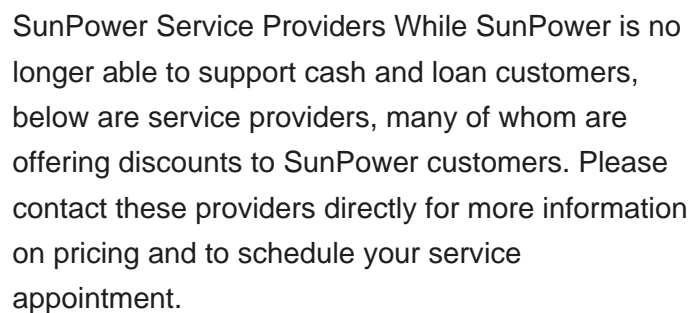 SunPower Service Providers While SunPower is no
longer able to support cash and loan customers,
below are service providers, many of whom are
offering discounts to SunPower customers. Please
contact these providers directly for more information
on pricing and to schedule your service
appointment.